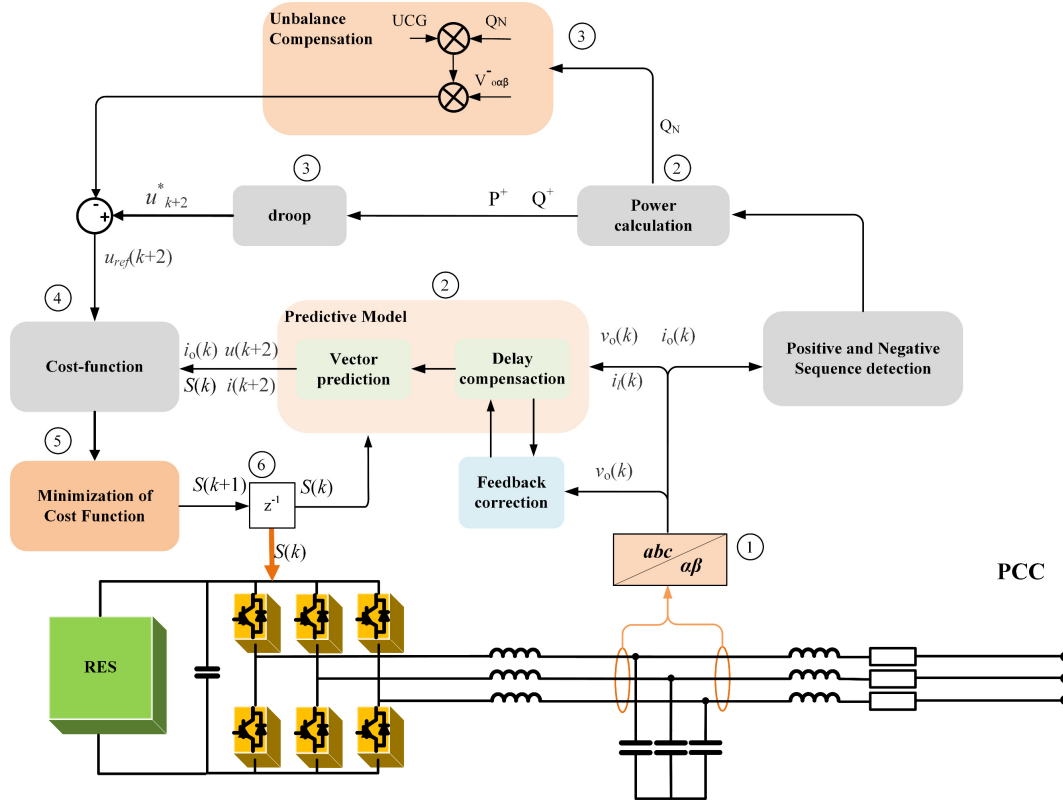 Unbalance
Compensation
UCG
QN
V-oαβ
3
QN
3
2
u*k+2
droop
P+ Q+
Power
calculation
-
+
uref(k+2)
4
2
Predictive Model
Cost-function
io(k) u(k+2)
S(k) i(k+2)
Vector
prediction
Delay
compensaction
vo(k) io(k)
il(k)
Positive and Negative
Sequence detection
5
6
Minimization of
Cost Function
S(k+1)
z-1
S(k)
Feedback
correction
vo(k)
S(k)
abc
αβ
1
PCC
RES